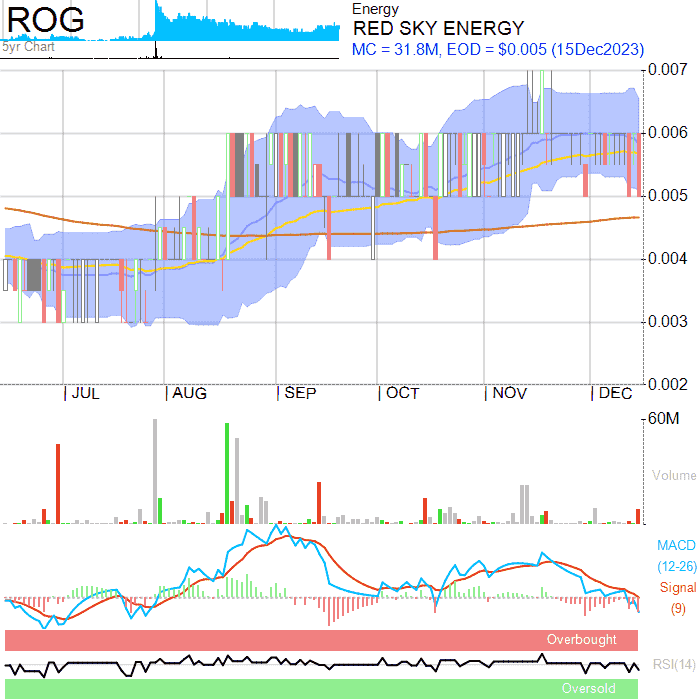 ROG
5yr Chart
Energy
RED SKY ENERGY
MC = 31.8M, EOD = $0.005 (15Dec2023)
0.007
0.006
0.005
0.004
0.003
0.002
JUL AUG SEP OCT NOV DEC
60M
Volume
MACD
(12-26)
Signal
(9)
Overbought
RSI(14)
Oversold